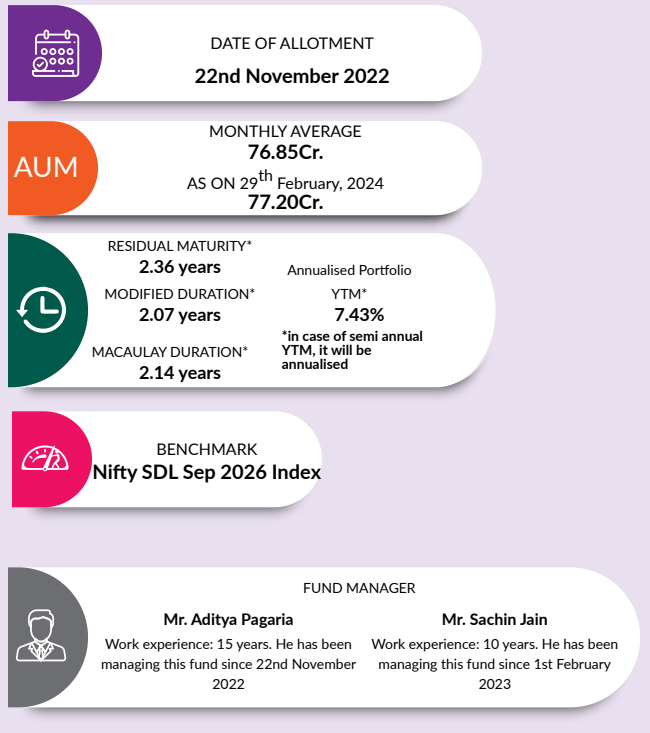 DATE OF ALLOTMENT
22nd November 2022
AUM
MONTHLY AVERAGE
76.85Cr.
AS ON 29th February, 2024
77.20Cr.
RESIDUAL MATURITY*
2.36 years
MODIFIED DURATION*
2.07 years
MACAULAY DURATION*
2.14 years
Annualised Portfolio
YTM*
7.43%
*in case of semi annual
YTM, it will be
annualised
BENCHMARK
Nifty SDL Sep 2026 Index
FUND MANAGER
Mr. Aditya Pagaria
Work experience: 15 years. He has been
managing this fund since 22nd November
2022
Mr. Sachin Jain
Work experience: 10 years. He has been
managing this fund since 1st February
2023